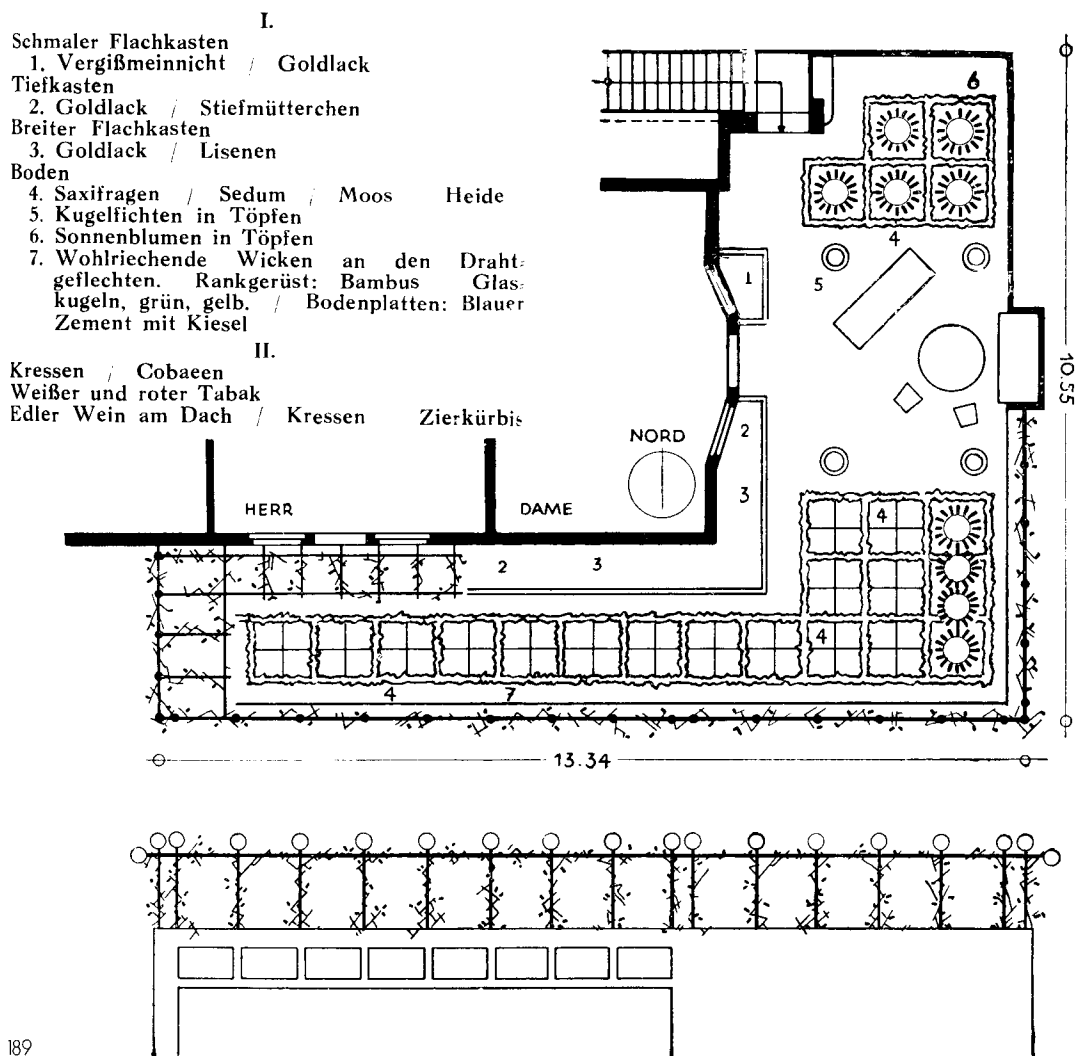 I.
Schmaler Flachkasten
1. Vergißmeinnicht / Goldlack
Tiefkasten
2. Goldlack / Stiefmütterchen
Breiter Flachkasten
3. Goldlack / Lisenen
Boden
4. Saxifragen / Sedum / Moos Heide
5. Kugelfichten in Töpfen
6. Sonnenblumen in Töpfen
7. Wohlriechende Wicken an den Draht-
geflechten. Rankgerüst: Bambus Glas-
kugeln, grün, gelb. / Bodenplatten: Blauer
Zement mit Kiesel
II.
Kressen / Cobaeen
Weißer und roter Tabak
Edler Wein am Dach / Kressen Zierkürbis
6
4
1
5
10.55
2
NORD
3
4
HERR
DAME
2
3
4
4
7
13.34
189